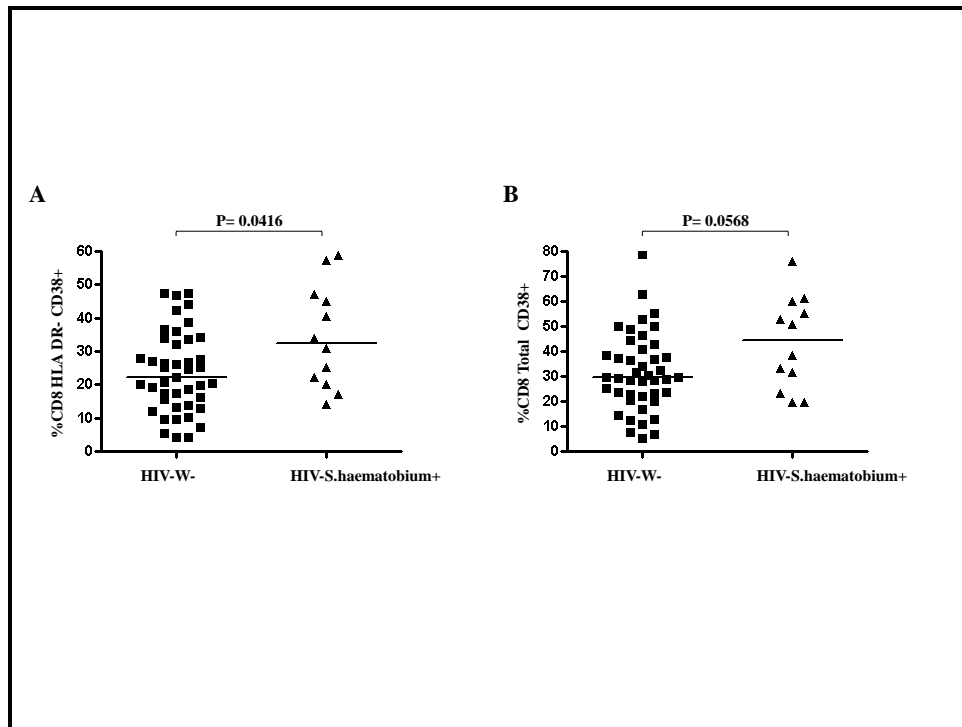 A
P= 0.0416
%CD8 HLA DR- CD38+
60
50
40
30
20
10
0
HIV-W-
HIV-S.haematobium+
B
P= 0.0568
%CD8 Total CD38+
80
70
60
50
40
30
20
10
0
HIV-W-
HIV-S.haematobium+